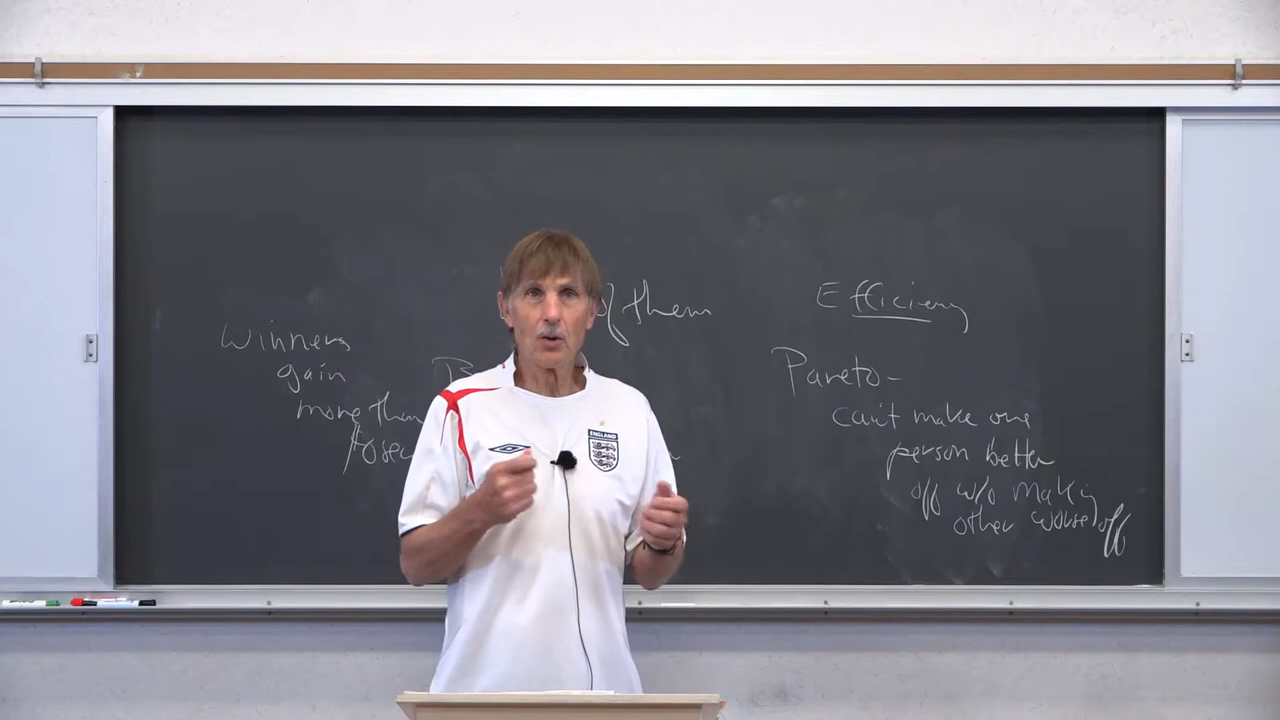 Winners
gain
more than
losers
of them
Efficiency
Pareto-
can't make one
person better
off w/o making
other worse off
ENGLAND